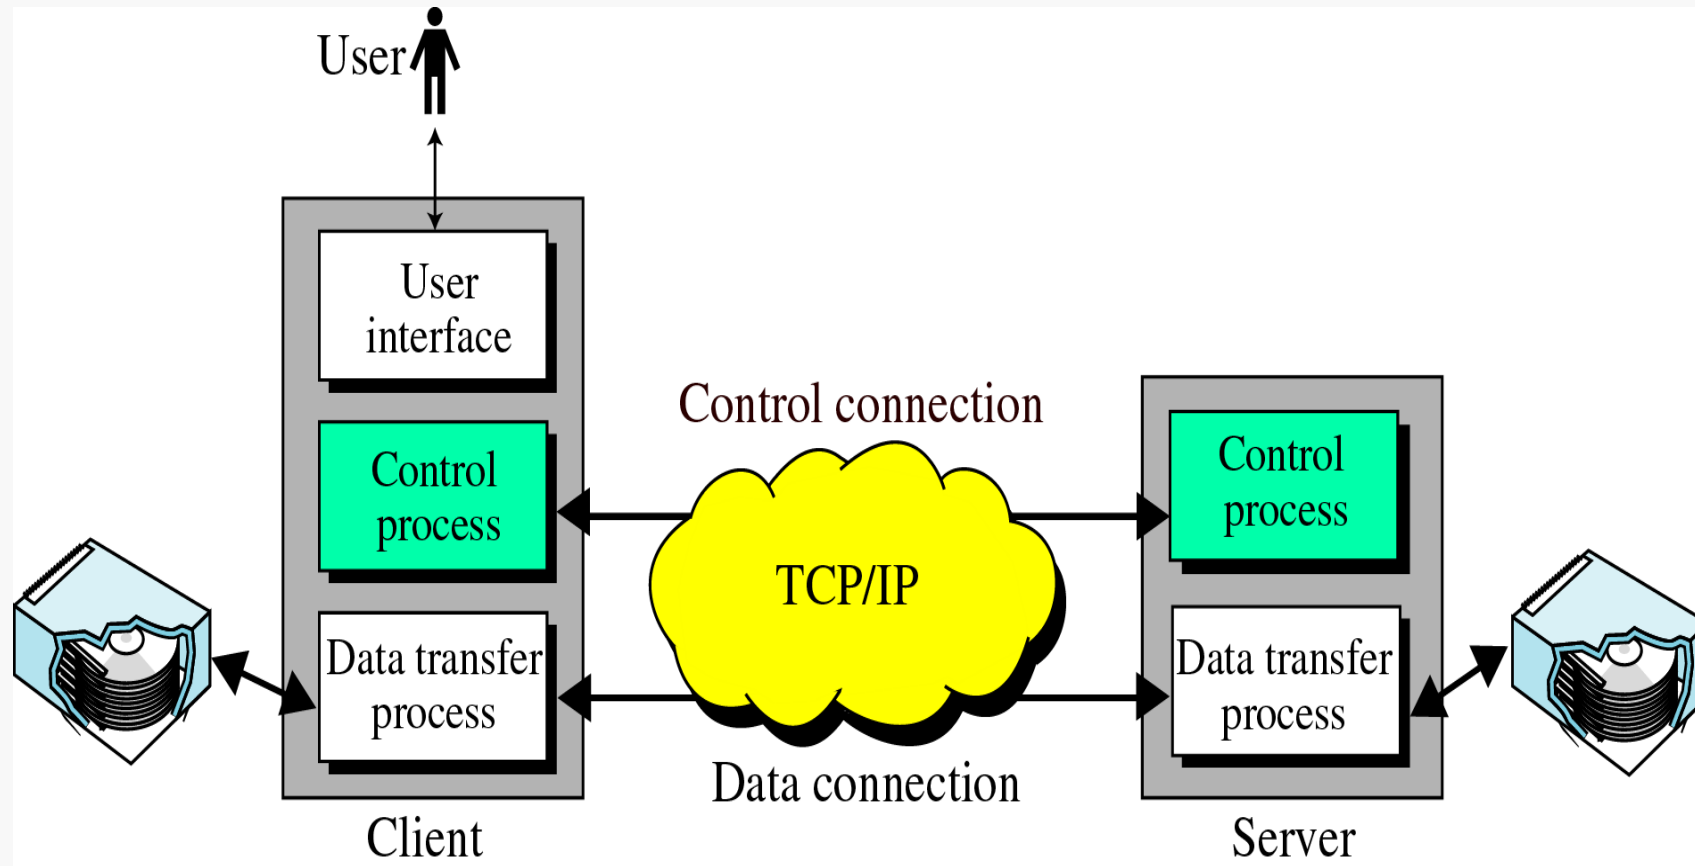 User
User
interface
Control connection
Control
process
Control
process
TCP/IP
Data transfer
process
Data transfer
process
Data connection
Client
Server